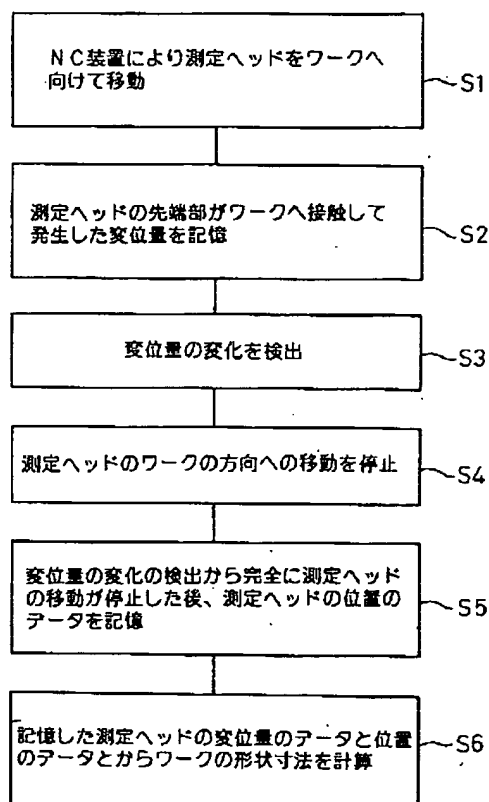 NC装置により測定ヘッドをワークへ
向けて移動
S1
測定ヘッドの先端部がワークへ接触して
発生した変位量を記憶
S2
変位量の変化を検出
S3
測定ヘッドのワークの方向への移動を停止
S4
変位量の変化の検出から完全に測定ヘッド
の移動が停止した後、測定ヘッドの位置の
データを記憶
S5
記憶した測定ヘッドの変位量のデータと位置
のデータとからワークの形状寸法を計算
S6